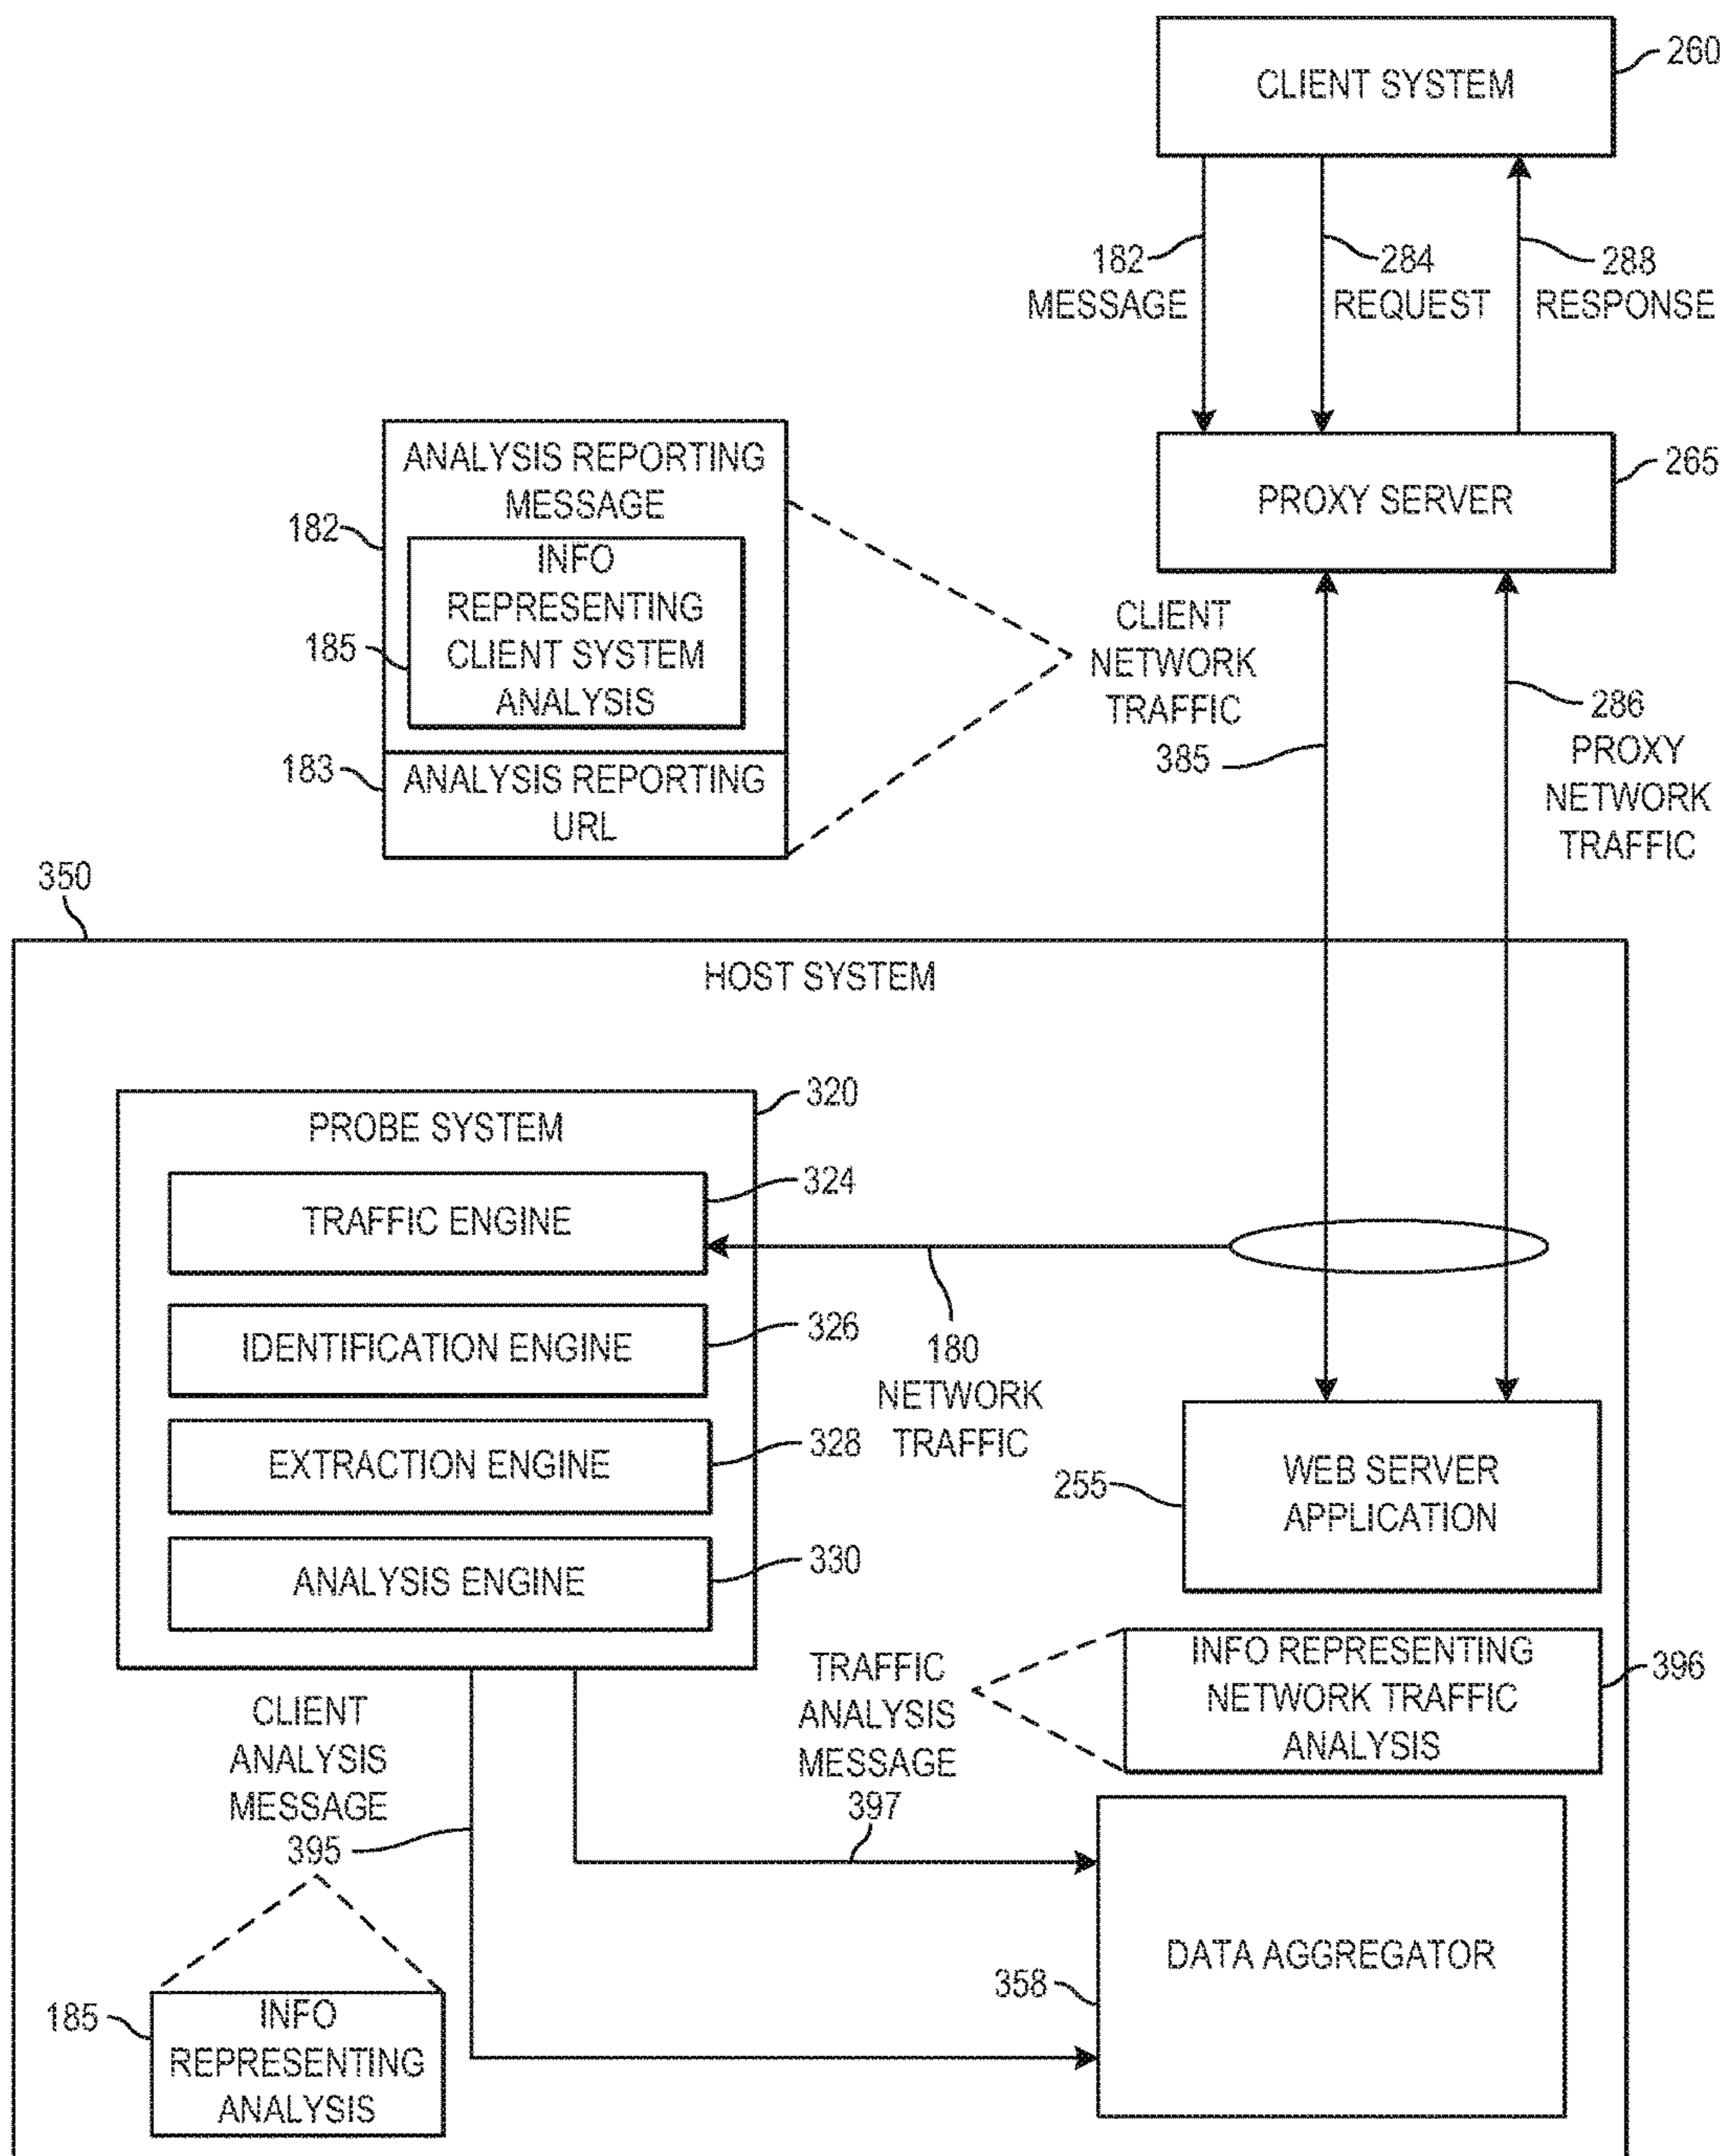 CLIENT SYSTEM
260
182
MESSAGE
284
REQUEST
288
RESPONSE
PROXY SERVER
265
ANALYSIS REPORTING
MESSAGE
182
INFO
REPRESENTING
CLIENT SYSTEM
ANALYSIS
185
183
ANALYSIS REPORTING
URL
CLIENT
NETWORK
TRAFFIC
385
286
PROXY
NETWORK
TRAFFIC
350
HOST SYSTEM
320
PROBE SYSTEM
324
TRAFFIC ENGINE
326
IDENTIFICATION ENGINE
328
EXTRACTION ENGINE
330
ANALYSIS ENGINE
180
NETWORK
TRAFFIC
255
WEB SERVER
APPLICATION
TRAFFIC
ANALYSIS
MESSAGE
397
INFO REPRESENTING
NETWORK TRAFFIC
ANALYSIS
396
CLIENT
ANALYSIS
MESSAGE
395
185
INFO
REPRESENTING
ANALYSIS
358
DATA AGGREGATOR